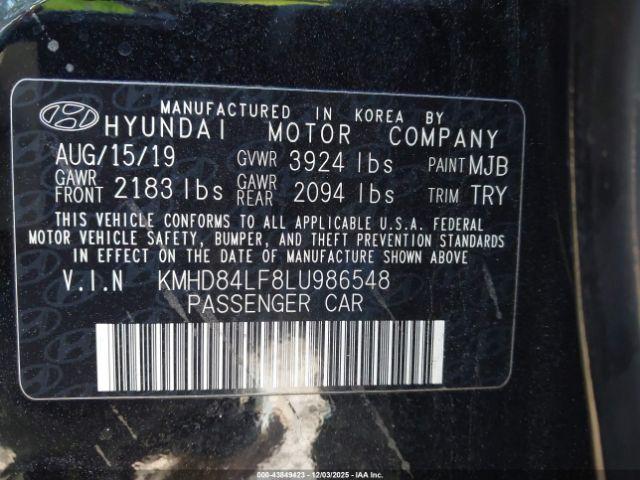 MANUFACTURED IN KOREA BY
HYUNDAI MOTOR COMPANY
AUG/15/19 GVWR 3924 lbs PAINT MJB
GAWR FRONT 2183 lbs GAWR REAR 2094 lbs TRIM TRY
THIS VEHICLE CONFORMS TO ALL APPLICABLE U.S.A. FEDERAL
MOTOR VEHICLE SAFETY, BUMPER, AND THEFT PREVENTION STANDARDS
IN EFFECT ON THE DATE OF MANUFACTURE SHOWN ABOVE.
V.I.N KMHD84LF8LU986548
PASSENGER CAR
000-43849423 - 12/03/2025 - IAA Inc.